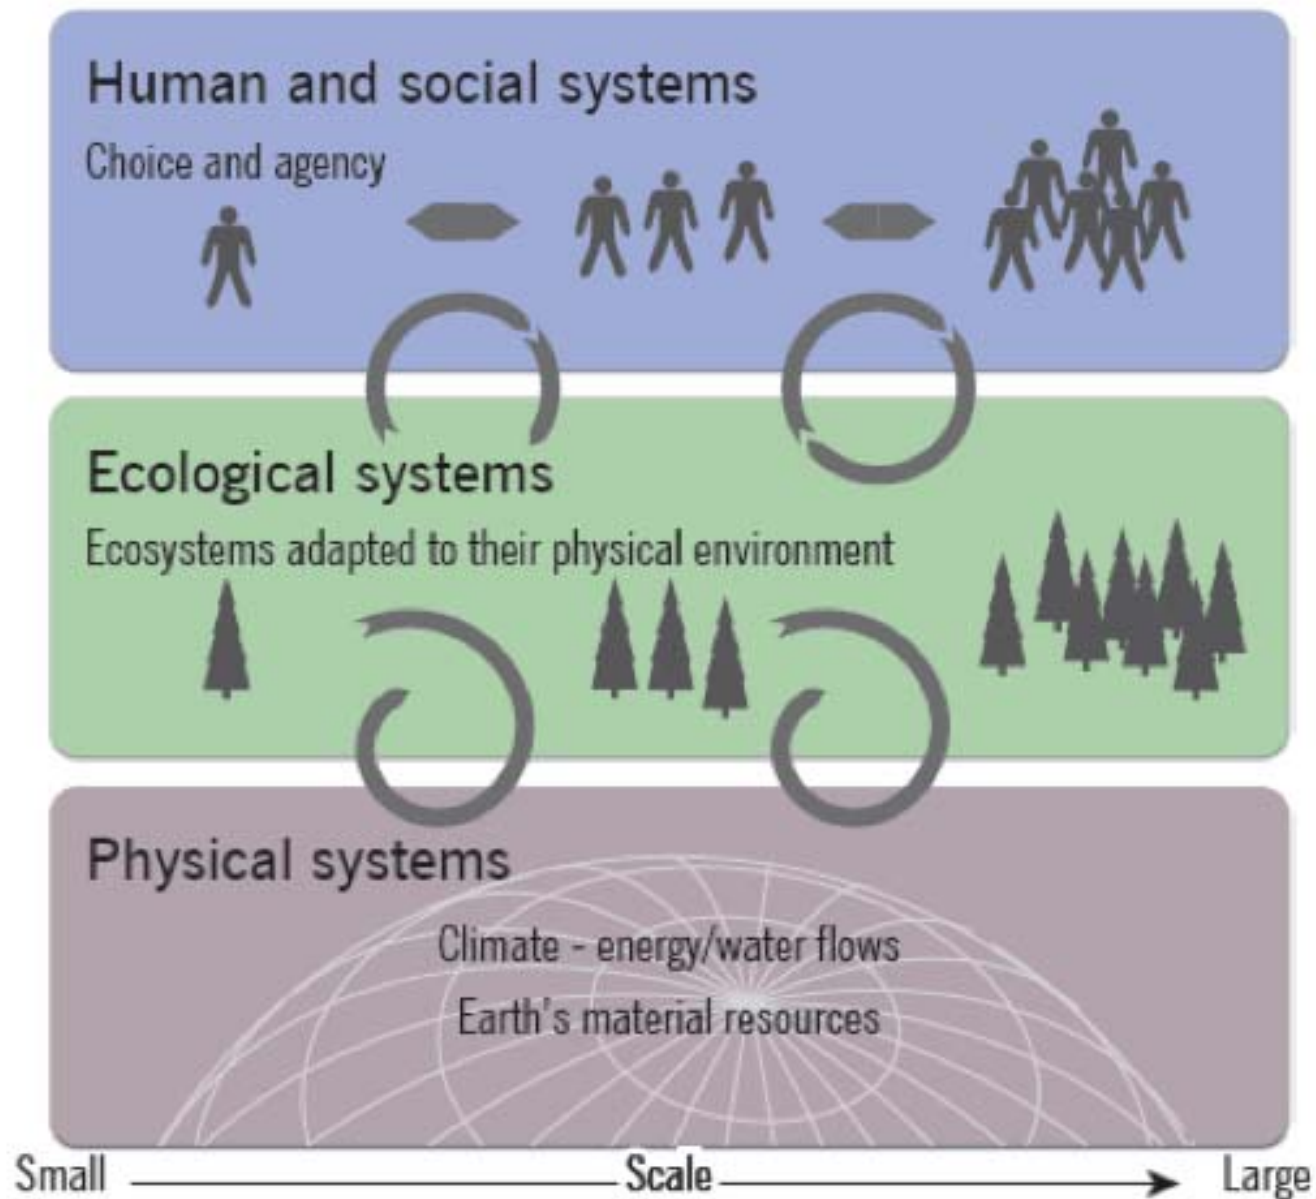 Human and social systems
Choice and agency
Ecological systems
Ecosystems adapted to their physical environment
Physical systems
Climate - energy/water flows
Earth's material resources
Small Scale Large